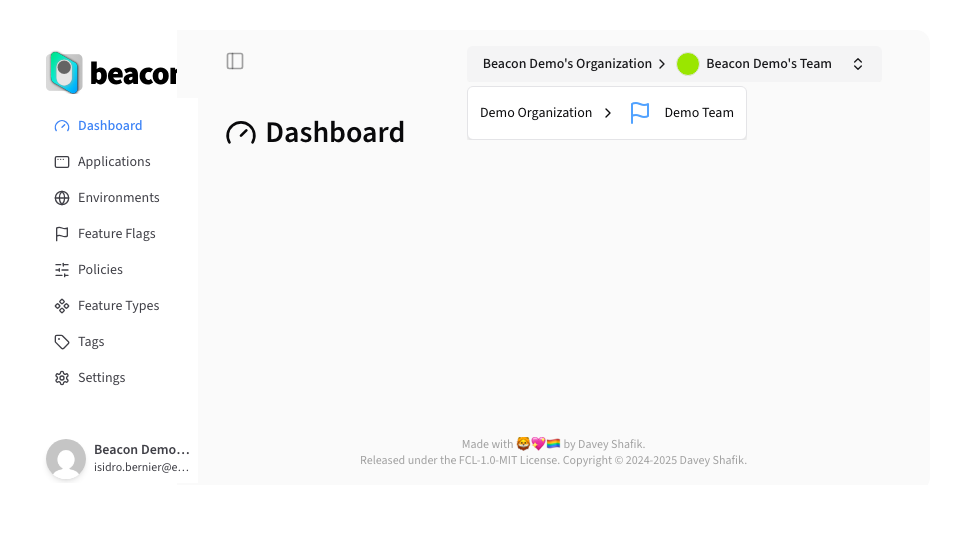 beacon
Dashboard
Applications
Environments
Feature Flags
Policies
Feature Types
Tags
Settings
Beacon Demo...
isidro.bernier@e...
Beacon Demo's Organization > Beacon Demo's Team
Demo Organization > Demo Team
Dashboard
Made with 🦁💖🏳️‍🌈 by Davey Shafik.
Released under the FCL-1.0-MIT License. Copyright © 2024-2025 Davey Shafik.